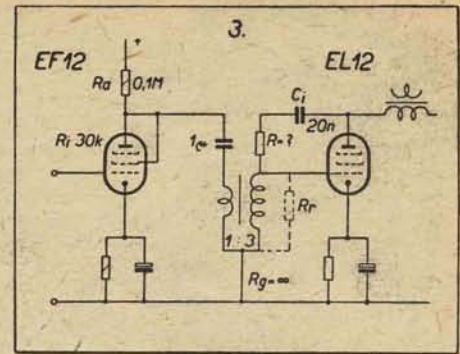 3.
EF12
EL12
+
Ra
0,1M
Ri 30k
1μ
R=?
Ci
20n
Rr
1 : 3
Rg=∞